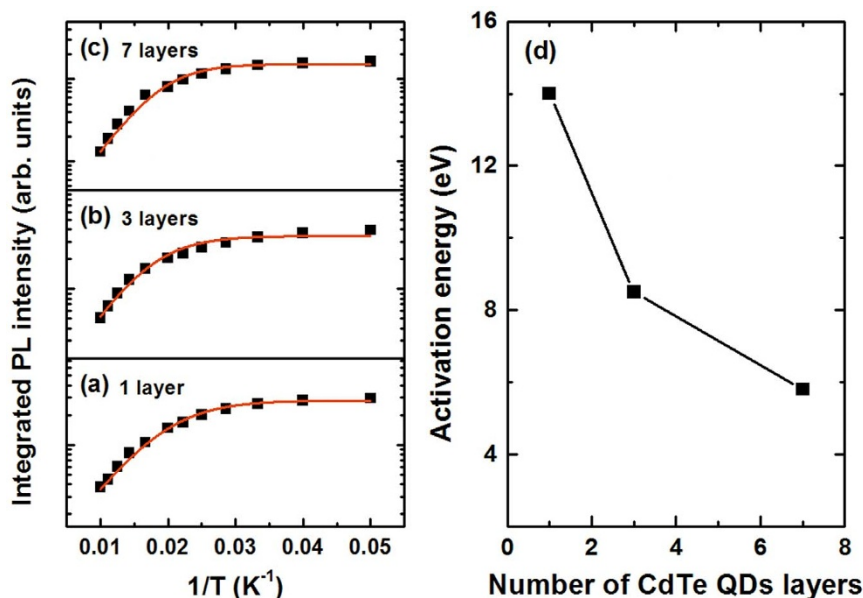 Integrated PL intensity (arb. units)
(c) 7 layers
(b) 3 layers
(a) 1 layer
0.01 0.02 0.03 0.04 0.05
1/T (K⁻¹)
Activation energy (eV)
(d)
16
12
8
4
0 2 4 6 8
Number of CdTe QDs layers